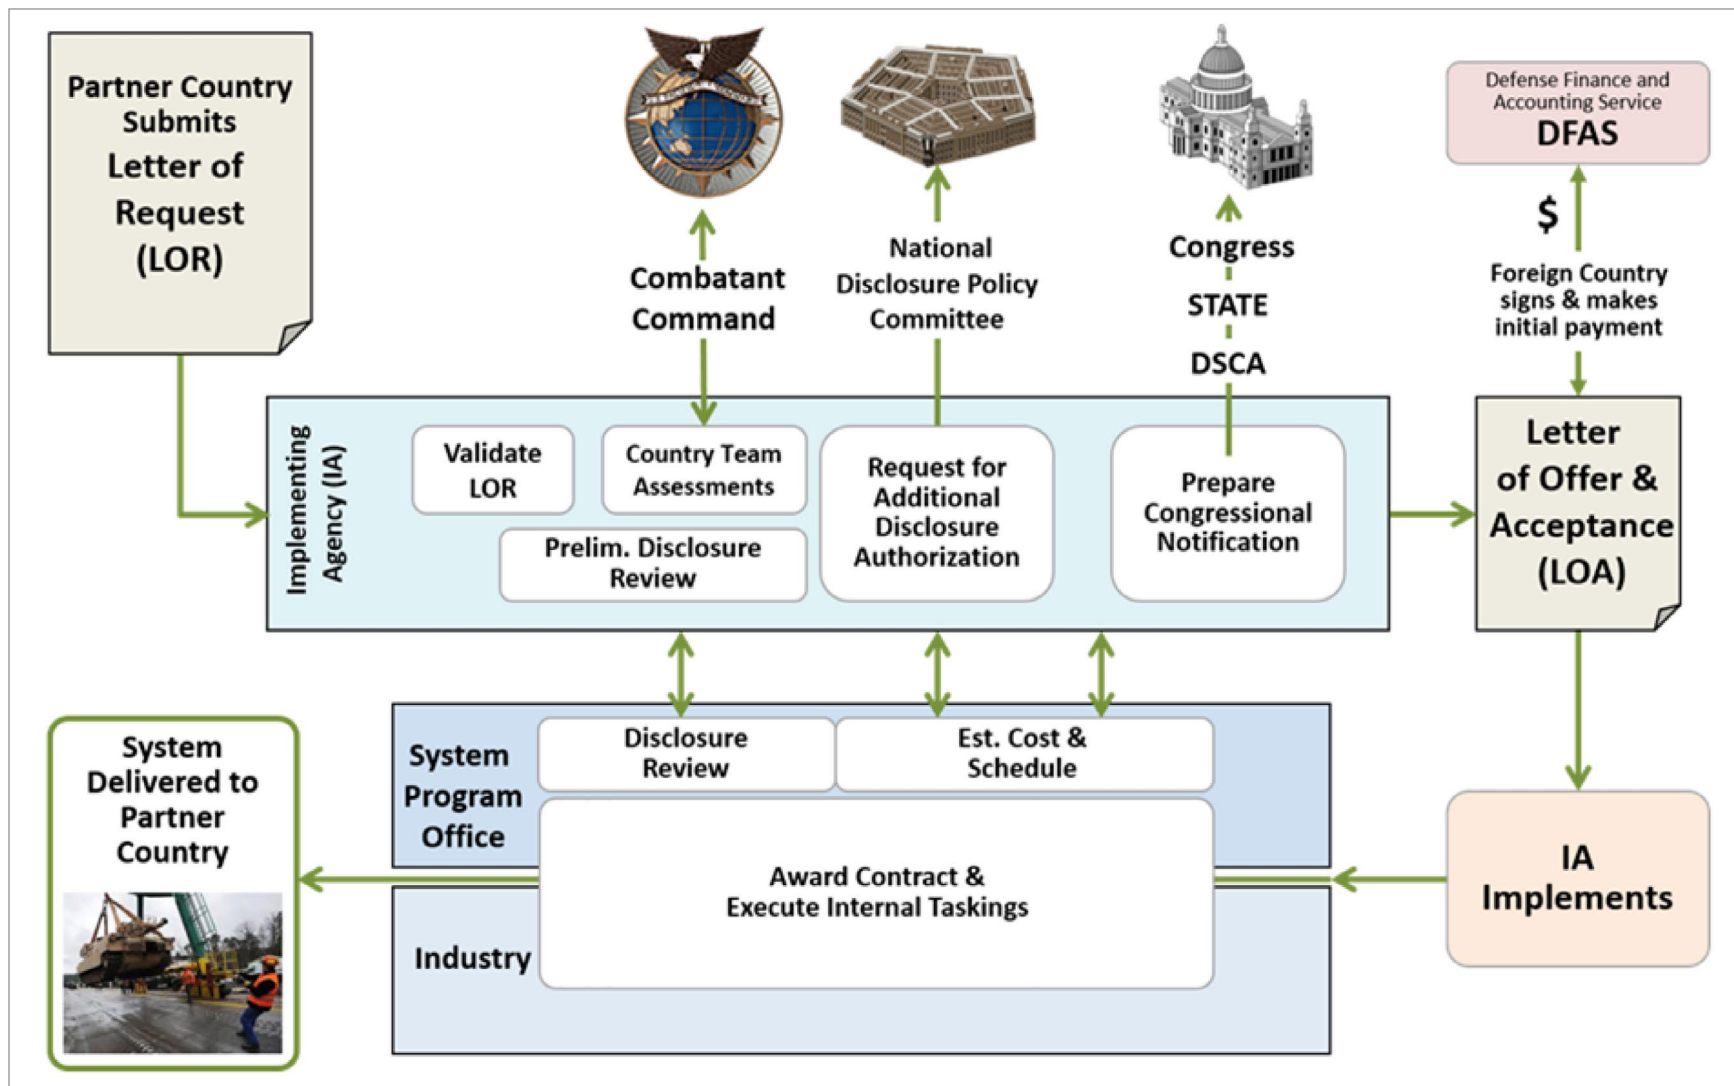 Partner Country
Submits
Letter of
Request
(LOR)
Combatant
Command
National
Disclosure Policy
Committee
Congress
STATE
DSCA
Defense Finance and
Accounting Service
DFAS
$
Foreign Country
signs & makes
initial payment
Implementing
Agency (IA)
Validate
LOR
Country Team
Assessments
Prelim. Disclosure
Review
Request for
Additional
Disclosure
Authorization
Prepare
Congressional
Notification
Letter
of Offer &
Acceptance
(LOA)
System
Program
Office
Disclosure
Review
Est. Cost &
Schedule
Award Contract &
Execute Internal Taskings
Industry
IA
Implements
System
Delivered to
Partner
Country